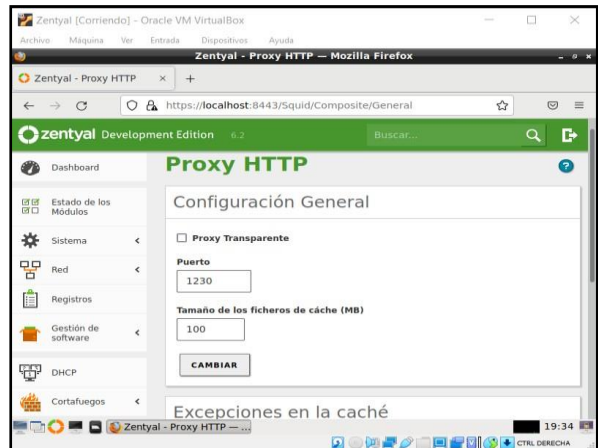 Zentyal [Corriendo] - Oracle VM VirtualBox
Archivo Máquina Ver Entrada Dispositivos Ayuda
Zentyal - Proxy HTTP — Mozilla Firefox
Zentyal - Proxy HTTP
https://localhost:8443/Squid/Composite/General
zentyal Development Edition 6.2 Buscar...
Dashboard
Estado de los
Módulos
Sistema
Red
Registros
Gestión de
software
DHCP
Cortafuegos
Proxy HTTP
Configuración General
Proxy Transparente
Puerto
1230
Tamaño de los ficheros de cáche (MB)
100
CAMBIAR
Excepciones en la caché
Zentyal - Proxy HTTP — ...
19:34
CTRL DERECHA